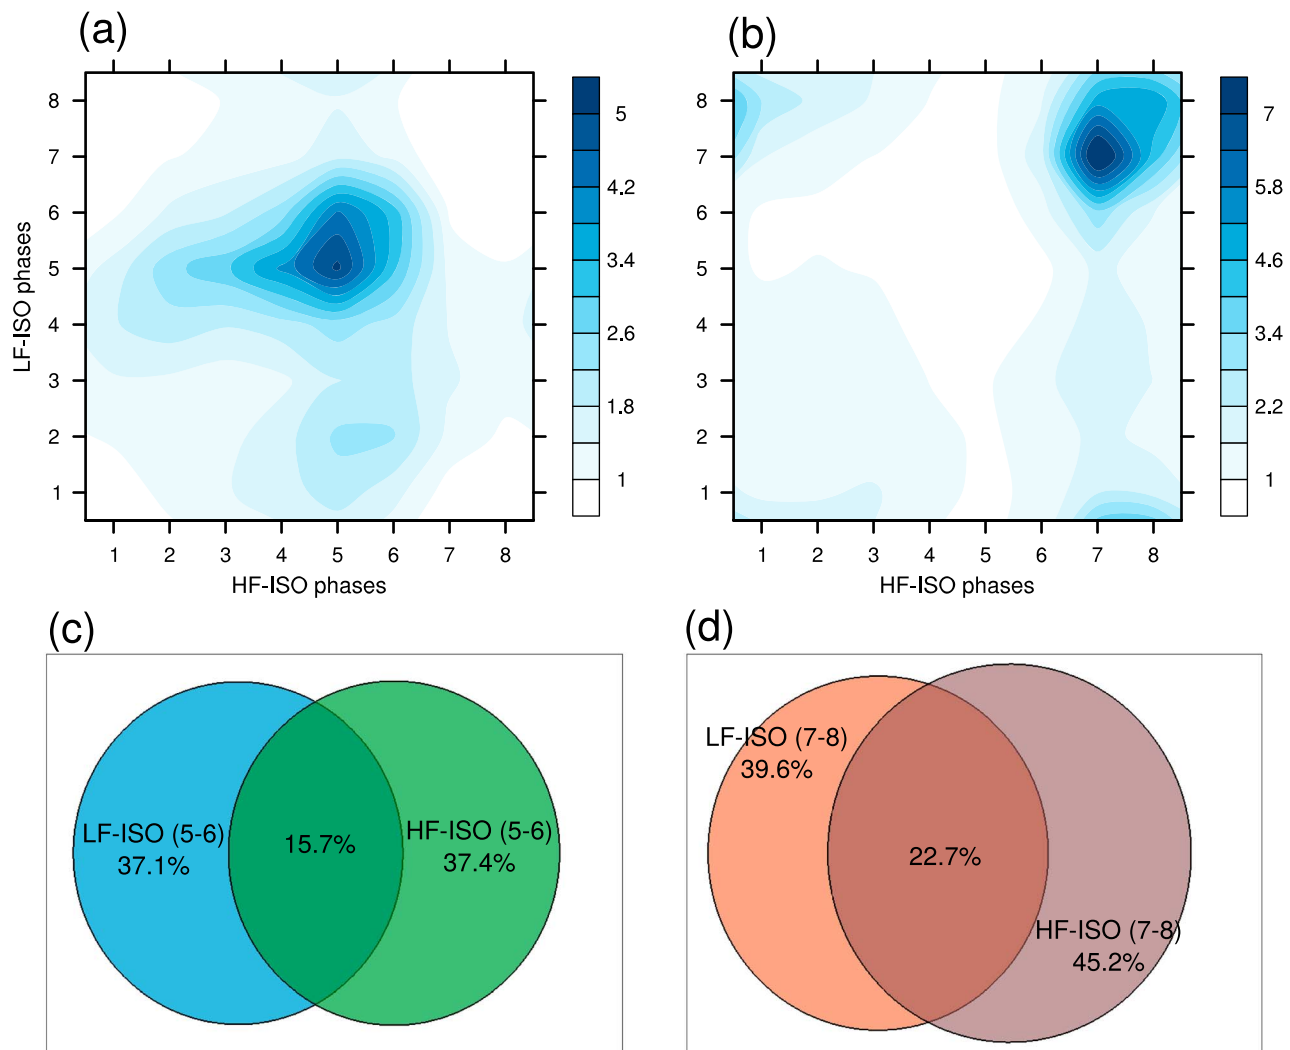 (a)
(b)
8
7
6
5
4
3
2
1
LF-ISO phases
1 2 3 4 5 6 7 8
HF-ISO phases
5
4.2
3.4
2.6
1.8
1
8
7
6
5
4
3
2
1
1 2 3 4 5 6 7 8
HF-ISO phases
7
5.8
4.6
3.4
2.2
1
(c)
LF-ISO (5-6)
37.1%
15.7%
HF-ISO (5-6)
37.4%
(d)
LF-ISO (7-8)
39.6%
22.7%
HF-ISO (7-8)
45.2%